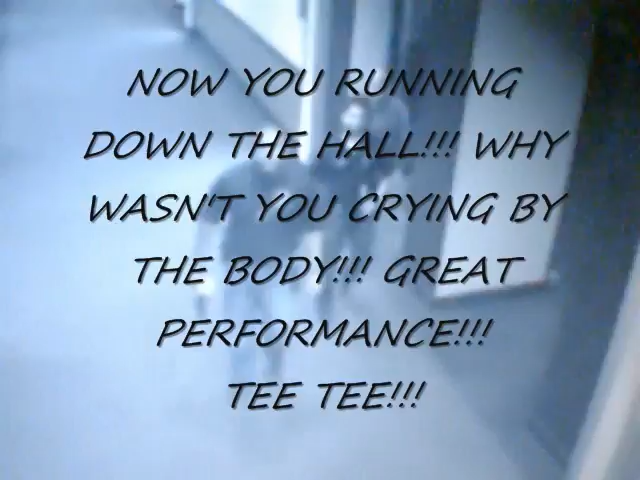 NOW YOU RUNNING
DOWN THE HALL!!! WHY
WASN'T YOU CRYING BY
THE BODY!!! GREAT
PERFORMANCE!!!
TEE TEE!!!